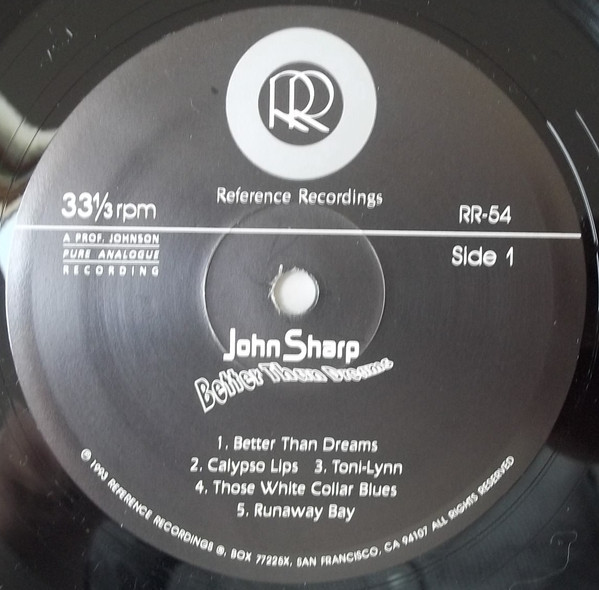 RR
Reference Recordings
33⅓ rpm
RR-54
A PROF. JOHNSON
PURE ANALOGUE
RECORDING
Side 1
John Sharp
Better Than Dreams
1. Better Than Dreams
2. Calypso Lips 3. Toni-Lynn
4. Those White Collar Blues
5. Runaway Bay
℗ 1993 REFERENCE RECORDINGS ®, BOX 77225X, SAN FRANCISCO, CA 94107 ALL RIGHTS RESERVED